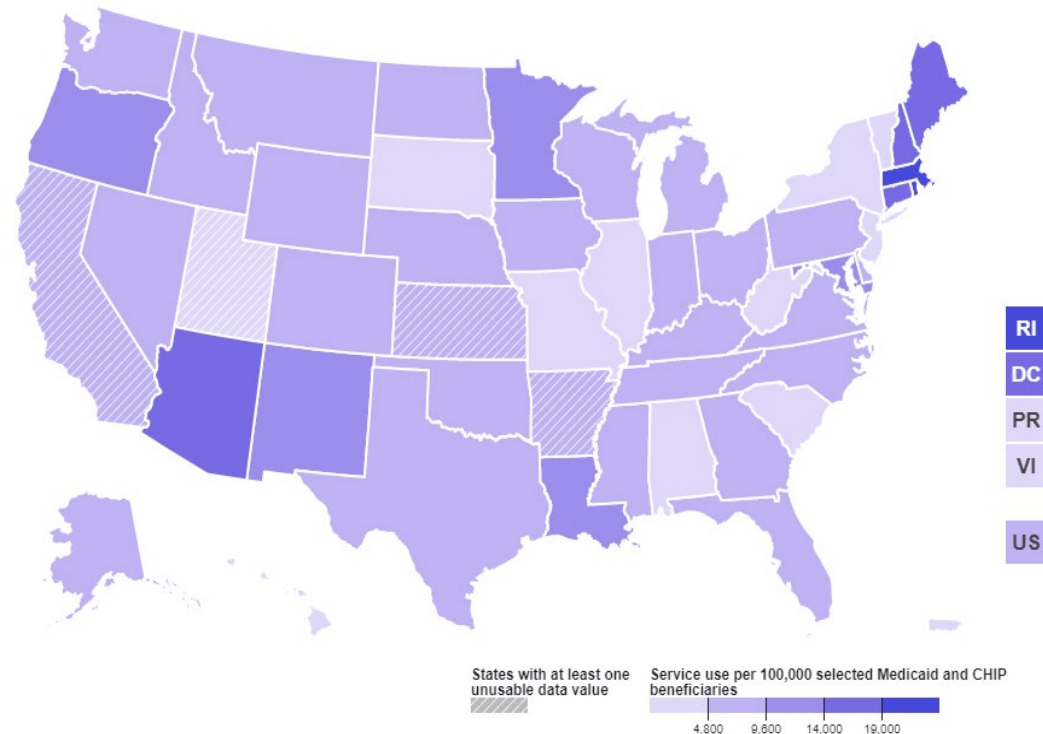 RI
DC
PR
VI
US
States with at least one
unusable data value
Service use per 100,000 selected Medicaid and CHIP
beneficiaries
4,800 9,600 14,000 19,000